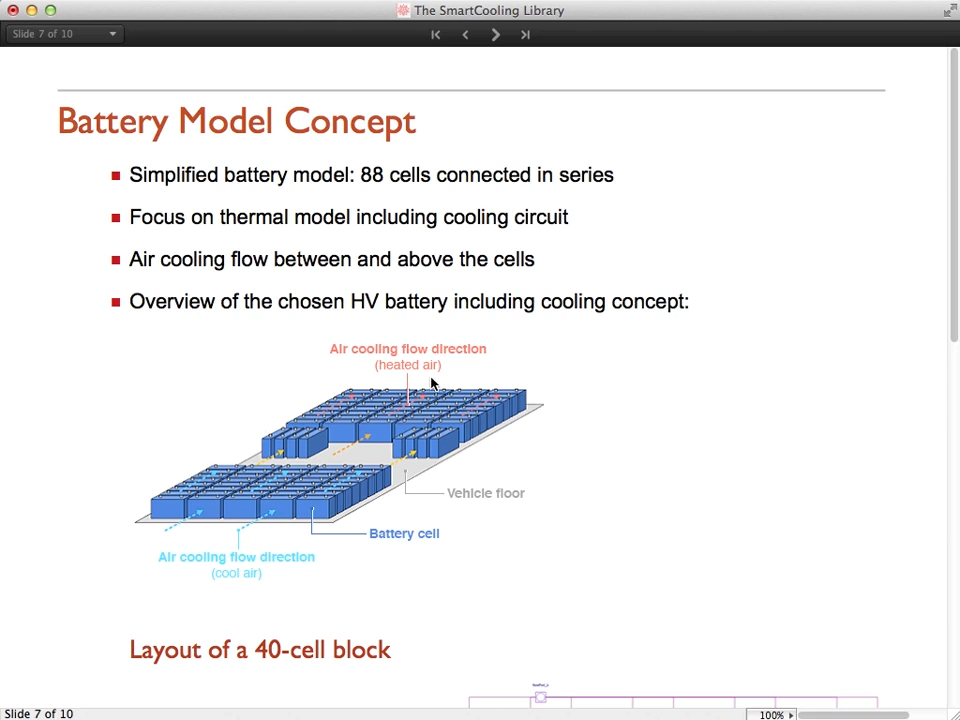 The SmartCooling Library
Slide 7 of 10
Battery Model Concept
Simplified battery model: 88 cells connected in series
Focus on thermal model including cooling circuit
Air cooling flow between and above the cells
Overview of the chosen HV battery including cooling concept:
Air cooling flow direction
(heated air)
Vehicle floor
Battery cell
Air cooling flow direction
(cool air)
Layout of a 40-cell block
Slide 7 of 10
100%